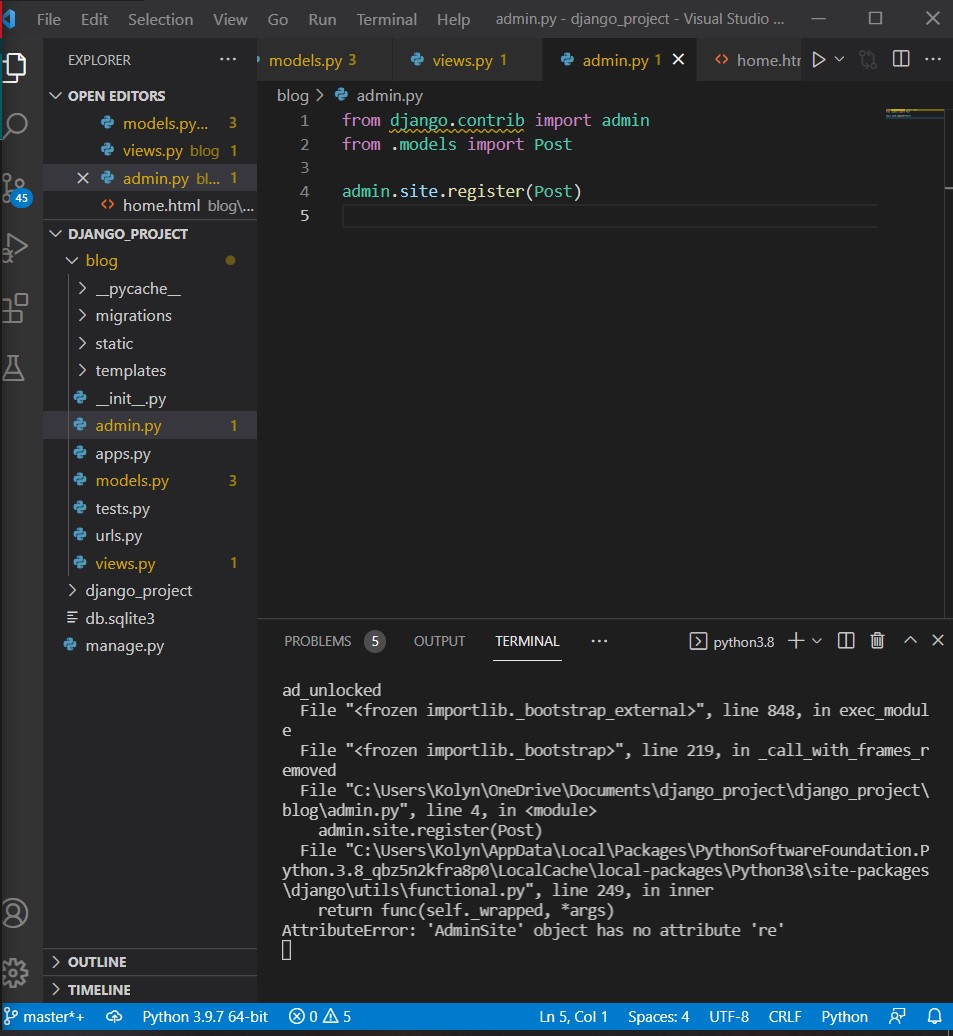 File Edit Selection View Go Run Terminal Help admin.py - django_project - Visual Studio ...
EXPLORER ...
models.py 3 views.py 1 admin.py 1 home.htr
OPEN EDITORS
models.py... 3
views.py blog 1
admin.py bl... 1
home.html blog\...
45
DJANGO_PROJECT
blog
__pycache__
migrations
static
templates
__init__.py
admin.py 1
apps.py
models.py 3
tests.py
urls.py
views.py 1
django_project
db.sqlite3
manage.py
OUTLINE
TIMELINE
blog > admin.py
1 from django.contrib import admin
2 from .models import Post
3
4 admin.site.register(Post)
5
PROBLEMS 5 OUTPUT TERMINAL ... python3.8
ad_unlocked
File "<frozen importlib._bootstrap_external>", line 848, in exec_modul
e
File "<frozen importlib._bootstrap>", line 219, in _call_with_frames_r
emoved
File "C:\Users\Kolyn\OneDrive\Documents\django_project\django_project\
blog\admin.py", line 4, in <module>
admin.site.register(Post)
File "C:\Users\Kolyn\AppData\Local\Packages\PythonSoftwareFoundation.P
ython.3.8_qbz5n2kfra8p0\LocalCache\local-packages\Python38\site-packages
\django\utils\functional.py", line 249, in inner
return func(self._wrapped, *args)
AttributeError: 'AdminSite' object has no attribute 're'
master*+ Python 3.9.7 64-bit 0 5 Ln 5, Col 1 Spaces: 4 UTF-8 CRLF Python